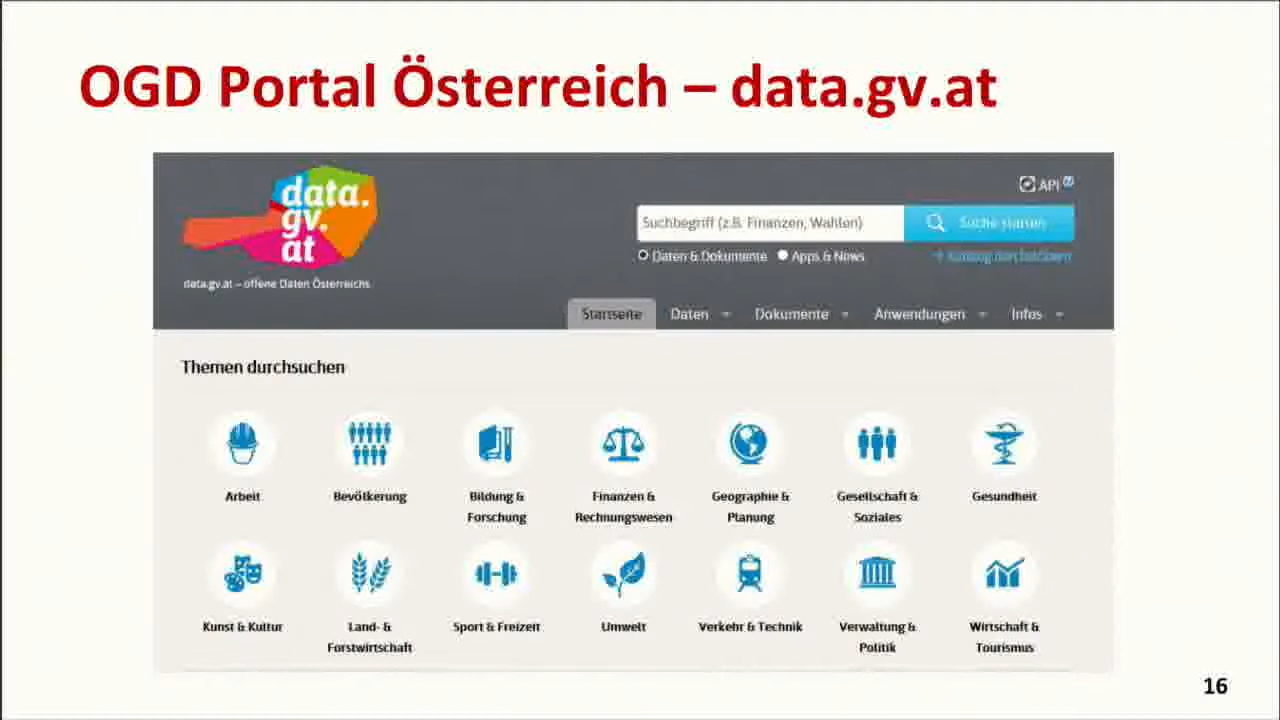 OGD Portal Österreich – data.gv.at
data.
gv.
at
data.gv.at – offene Daten Österreichs
API
Suchbegriff (z.B. Finanzen, Wahlen)
Suche starten
Daten & Dokumente
Apps & News
Katalog durchstöbern
Startseite
Daten
Dokumente
Anwendungen
Infos
Themen durchsuchen
Arbeit
Bevölkerung
Bildung &
Forschung
Finanzen &
Rechnungswesen
Geographie &
Planung
Gesellschaft &
Soziales
Gesundheit
Kunst & Kultur
Land- &
Forstwirtschaft
Sport & Freizeit
Umwelt
Verkehr & Technik
Verwaltung &
Politik
Wirtschaft &
Tourismus
16